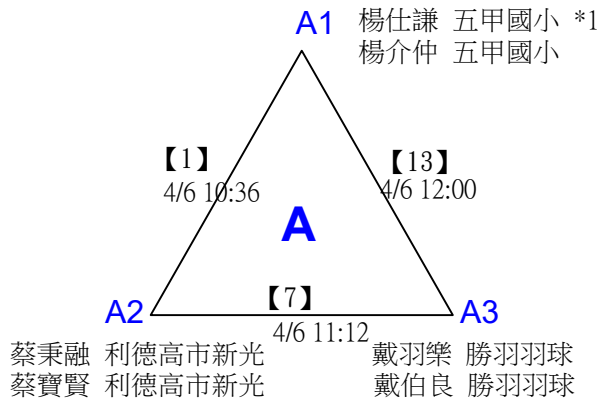 A1 楊仕謙 五甲國小 *1
楊介仲 五甲國小
【1】
4/6 10:36
【13】
4/6 12:00
A
【7】
4/6 11:12
A2
A3
蔡秉融 利德高市新光
蔡寶賢 利德高市新光
戴羽樂 勝羽羽球
戴伯良 勝羽羽球